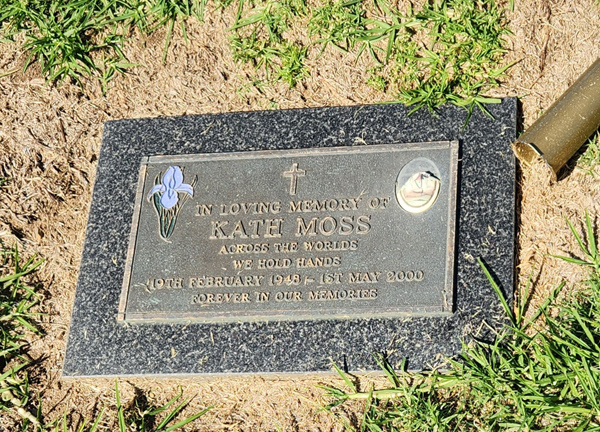 IN LOVING MEMORY OF
KATH MOSS
ACROSS THE WORLDS
WE HOLD HANDS
19TH FEBRUARY 1948 - 1ST MAY 2000
FOREVER IN OUR MEMORIES